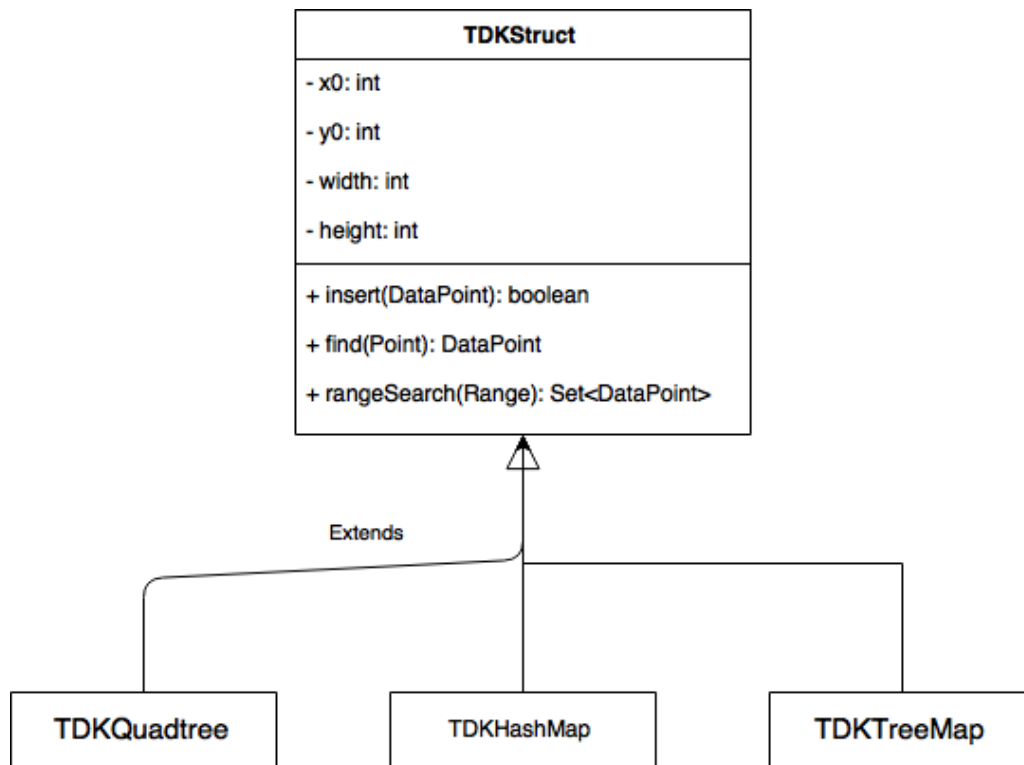 TDKStruct
- x0: int
- y0: int
- width: int
- height: int
+ insert(DataPoint): boolean
+ find(Point): DataPoint
+ rangeSearch(Range): Set<DataPoint>
Extends
TDKQuadtree
TDKHashMap
TDKTreeMap